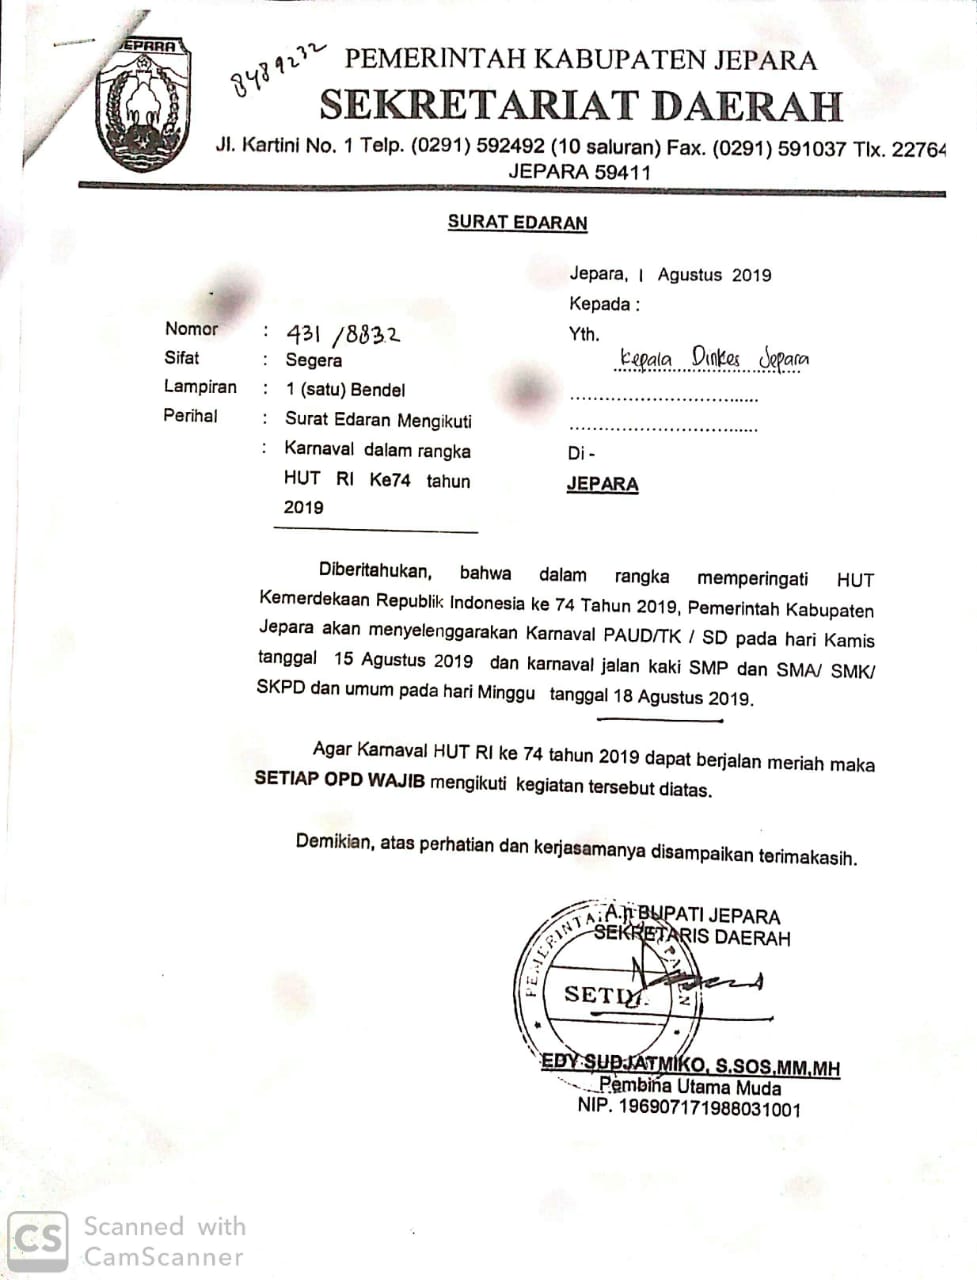 JEPARA
8489232
PEMERINTAH KABUPATEN JEPARA
SEKRETARIAT DAERAH
Jl. Kartini No. 1 Telp. (0291) 592492 (10 saluran) Fax. (0291) 591037 Tlx. 22764
JEPARA 59411
SURAT EDARAN
Jepara, 1 Agustus 2019
Kepada :
Yth.
Kepala Dinkes Jepara
..................................
..................................
Di -
JEPARA
Nomor : 431 /8832
Sifat : Segera
Lampiran : 1 (satu) Bendel
Perihal : Surat Edaran Mengikuti
: Karnaval dalam rangka
HUT RI Ke74 tahun
2019
Diberitahukan, bahwa dalam rangka memperingati HUT
Kemerdekaan Republik Indonesia ke 74 Tahun 2019, Pemerintah Kabupaten
Jepara akan menyelenggarakan Karnaval PAUD/TK / SD pada hari Kamis
tanggal 15 Agustus 2019 dan karnaval jalan kaki SMP dan SMA/ SMK/
SKPD dan umum pada hari Minggu tanggal 18 Agustus 2019.
Agar Karnaval HUT RI ke 74 tahun 2019 dapat berjalan meriah maka
SETIAP OPD WAJIB mengikuti kegiatan tersebut diatas.
Demikian, atas perhatian dan kerjasamanya disampaikan terimakasih.
A.n BUPATI JEPARA
SEKRETARIS DAERAH
SETDA
EDY SUDJATMIKO, S.SOS,MM,MH
Pembina Utama Muda
NIP. 196907171988031001
CS Scanned with
CamScanner